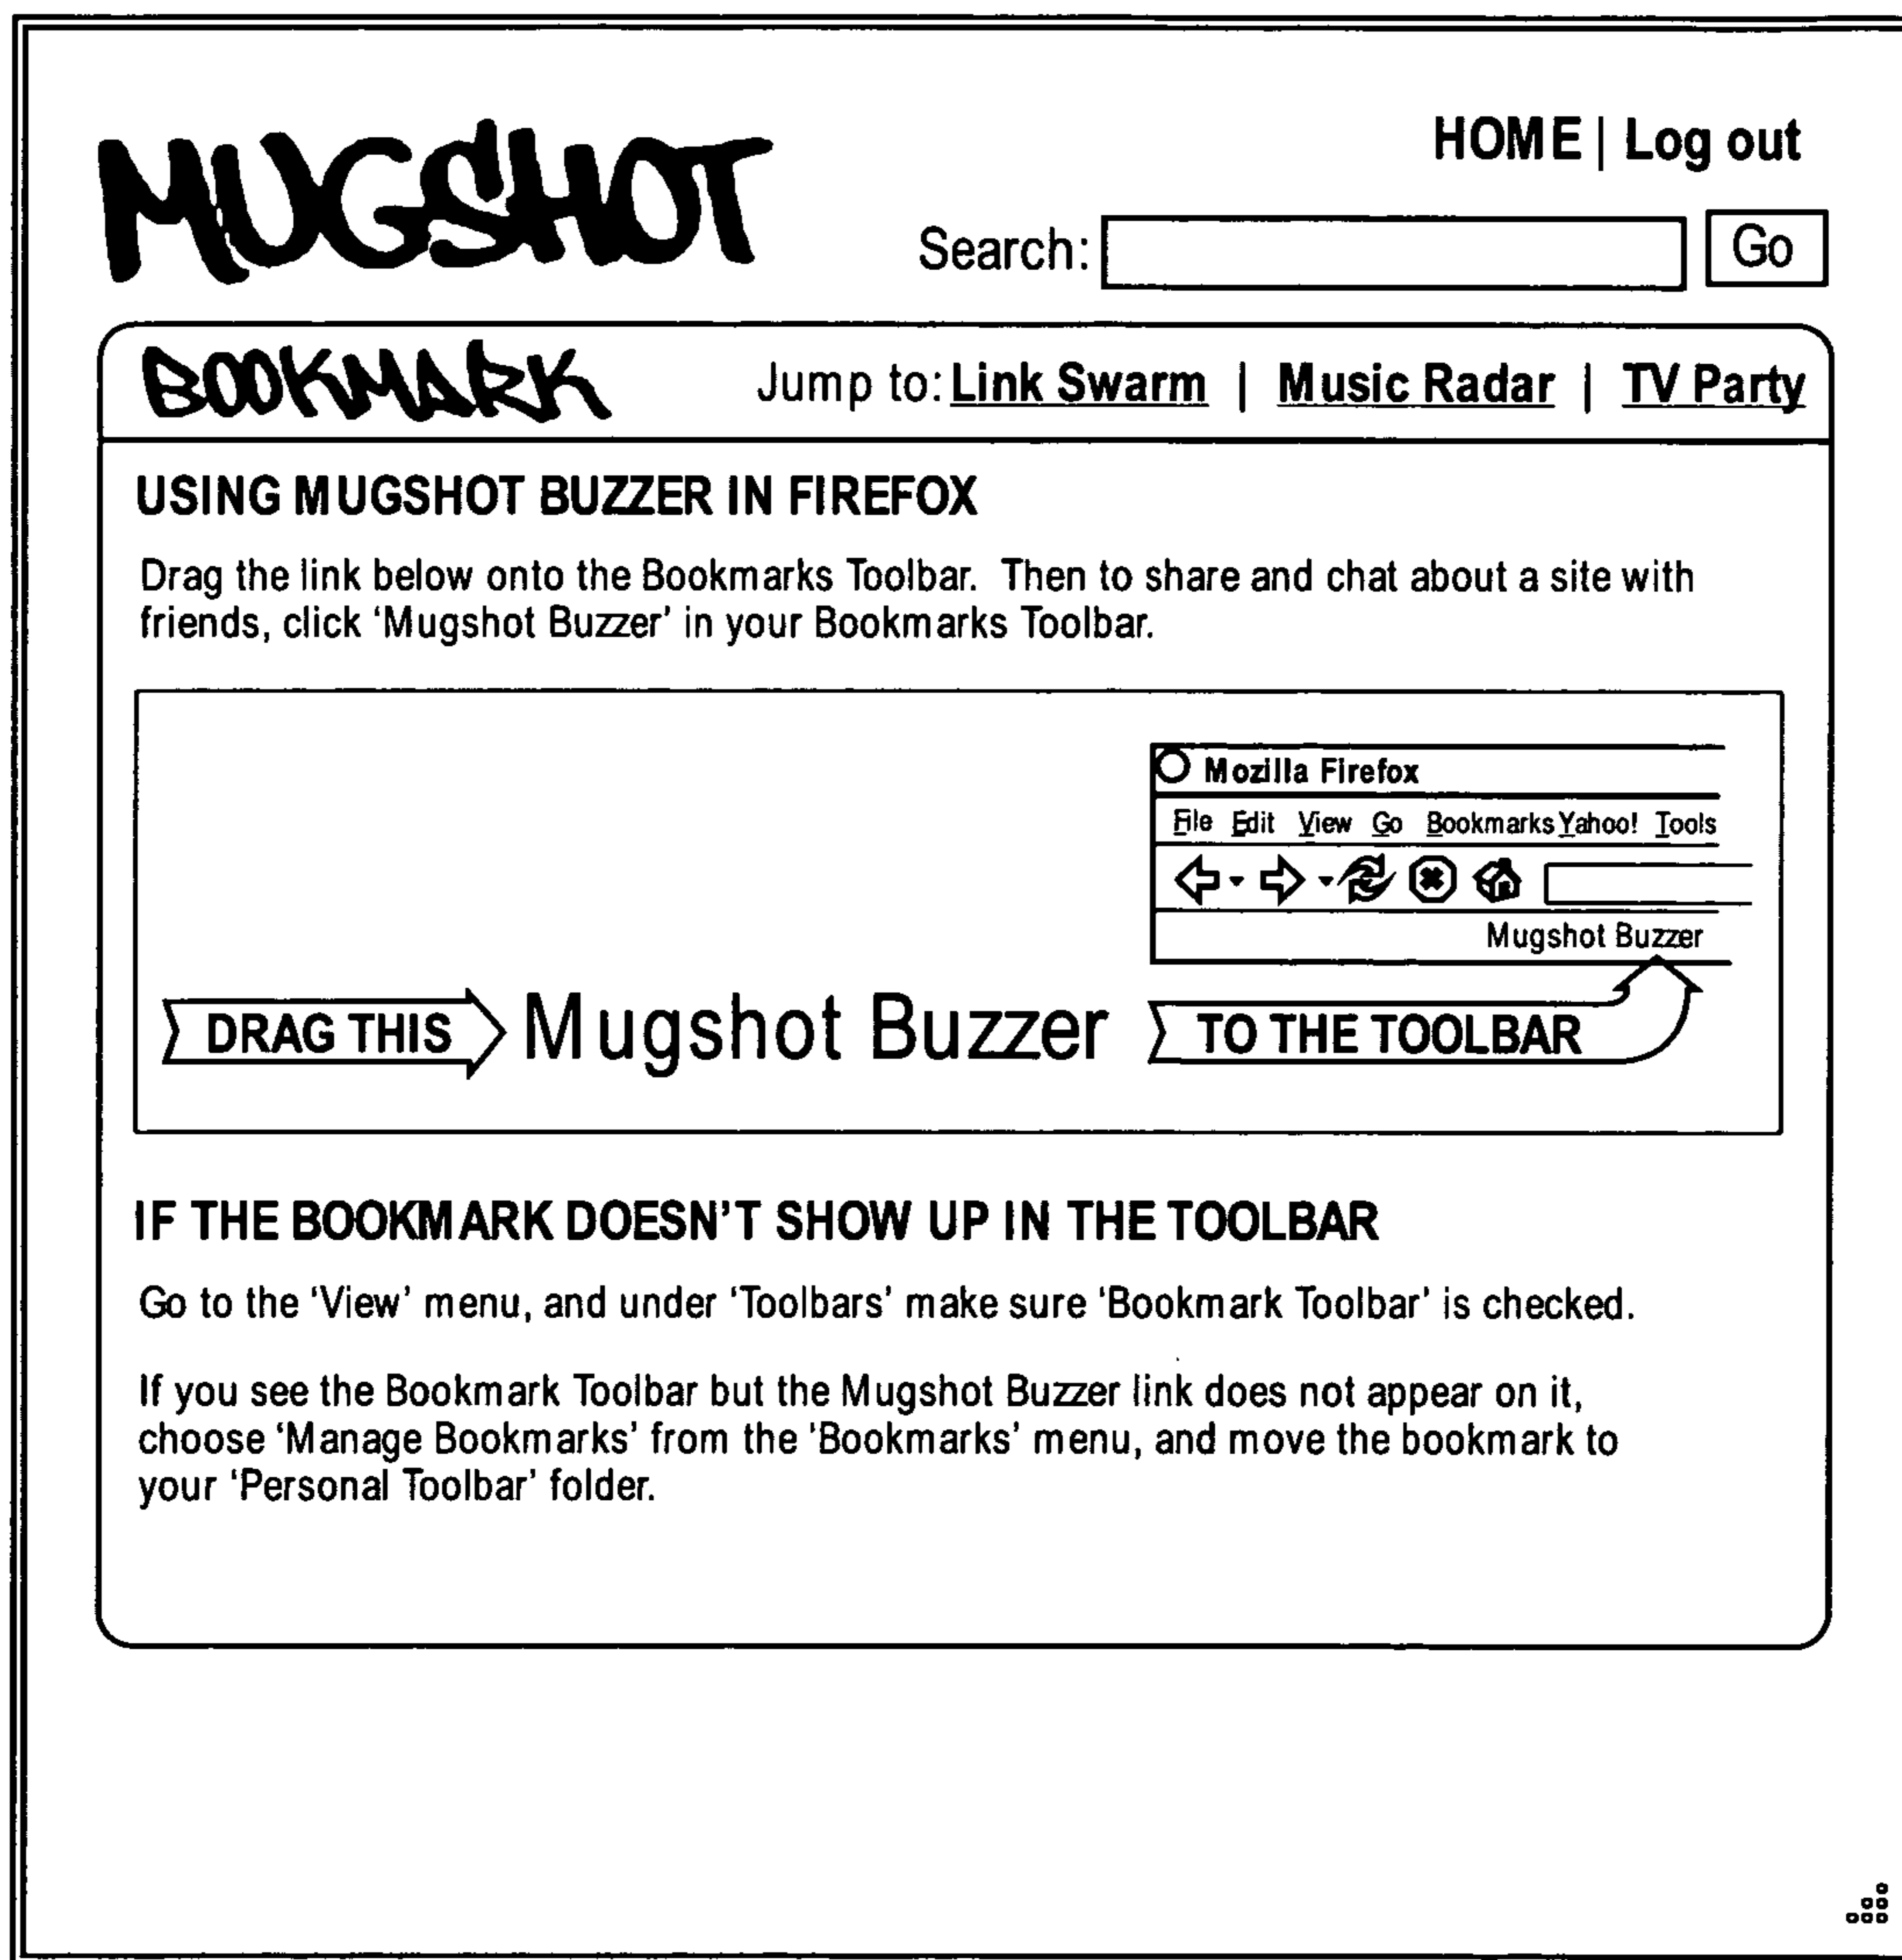 MUGSHOT
HOME | Log out
Search: Go
BOOKMARK
Jump to: Link Swarm | Music Radar | TV Party
USING MUGSHOT BUZZER IN FIREFOX
Drag the link below onto the Bookmarks Toolbar. Then to share and chat about a site with
friends, click ‘Mugshot Buzzer’ in your Bookmarks Toolbar.
Mozilla Firefox
File Edit View Go Bookmarks Yahoo! Tools
Mugshot Buzzer
DRAG THIS Mugshot Buzzer TO THE TOOLBAR
IF THE BOOKMARK DOESN’T SHOW UP IN THE TOOLBAR
Go to the ‘View’ menu, and under ‘Toolbars’ make sure ‘Bookmark Toolbar’ is checked.
If you see the Bookmark Toolbar but the Mugshot Buzzer link does not appear on it,
choose ‘Manage Bookmarks’ from the ‘Bookmarks’ menu, and move the bookmark to
your ‘Personal Toolbar’ folder.